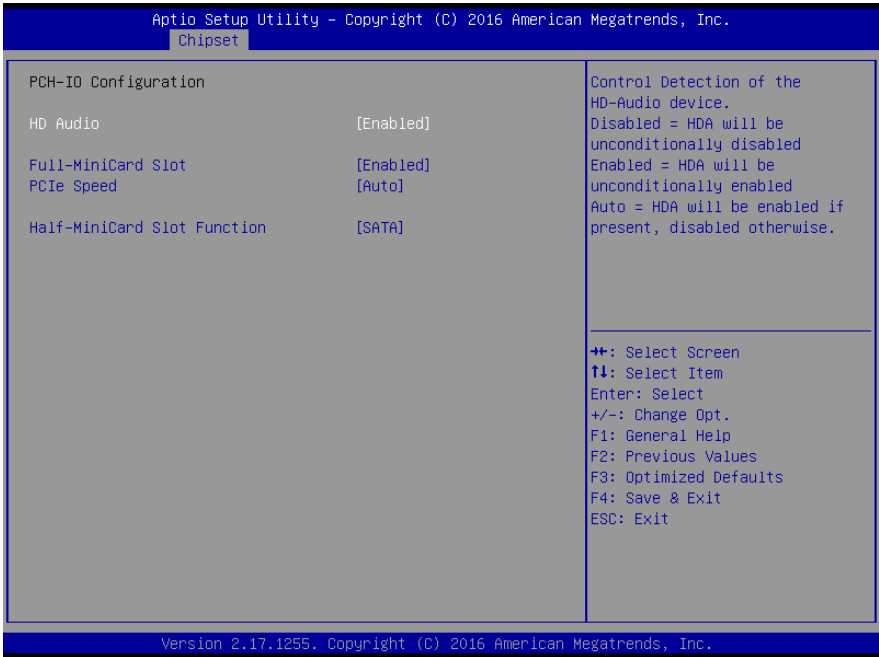 Aptio Setup Utility – Copyright (C) 2016 American Megatrends, Inc.
Chipset
PCH-IO Configuration
HD Audio [Enabled]
Full-MiniCard Slot [Enabled]
PCIe Speed [Auto]
Half-MiniCard Slot Function [SATA]
Control Detection of the
HD-Audio device.
Disabled = HDA will be
unconditionally disabled
Enabled = HDA will be
unconditionally enabled
Auto = HDA will be enabled if
present, disabled otherwise.
→←: Select Screen
↑↓: Select Item
Enter: Select
+/-: Change Opt.
F1: General Help
F2: Previous Values
F3: Optimized Defaults
F4: Save & Exit
ESC: Exit
Version 2.17.1255. Copyright (C) 2016 American Megatrends, Inc.